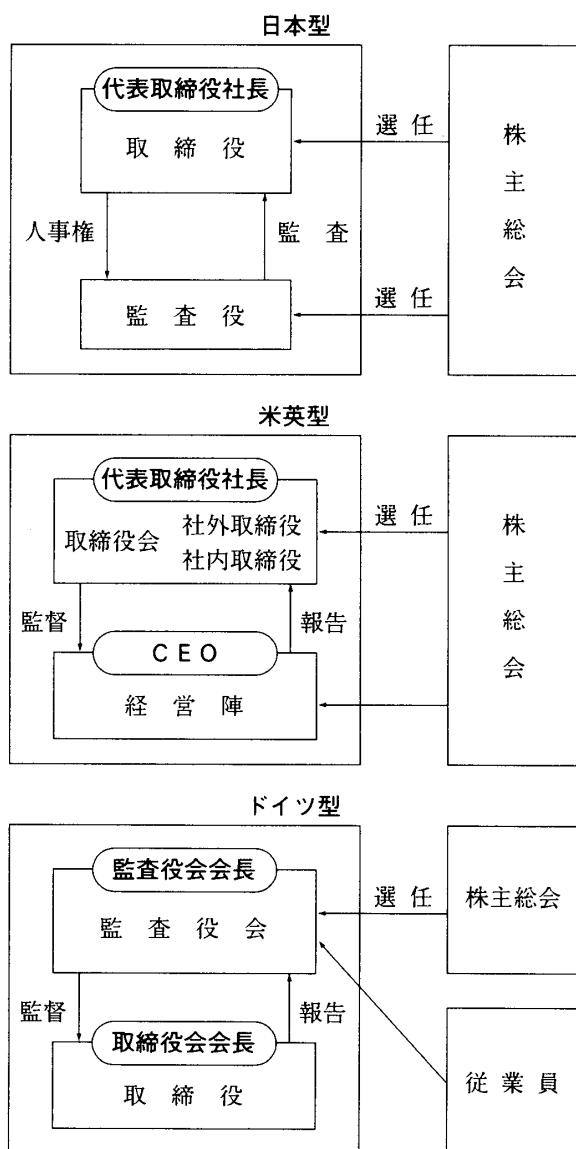 日本型
代表取締役社長
取締役
選任
人事権
監査
監査役
選任
株主総会
米英型
代表取締役社長
取締役会
社外取締役
社内取締役
選任
監督
報告
CEO
経営陣
株主総会
ドイツ型
監査役会会長
監査役会
選任
株主総会
監督
報告
取締役会会長
取締役
従業員